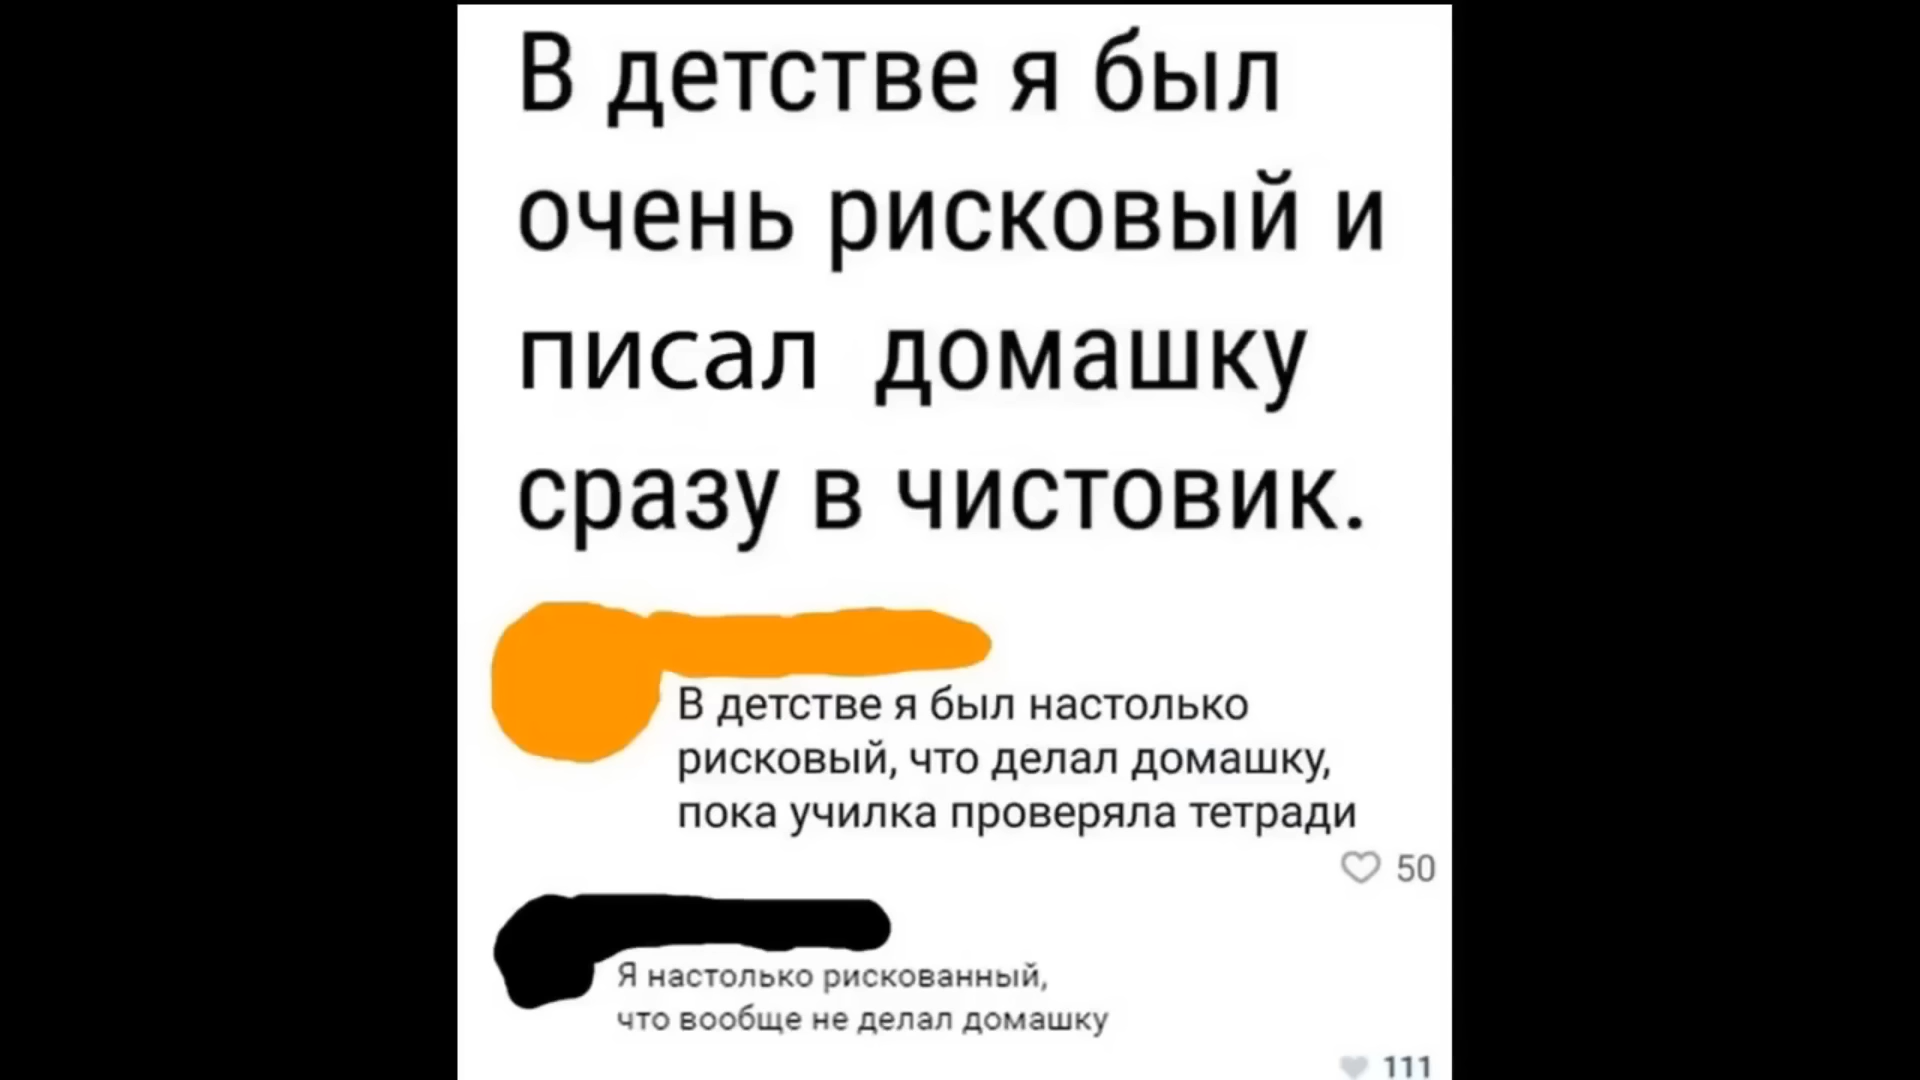 В детстве я был
очень рисковый и
писал домашку
сразу в чистовик.
В детстве я был настолько
рисковый, что делал домашку,
пока училка проверяла тетради
50
Я настолько рискованный,
что вообще не делал домашку
111